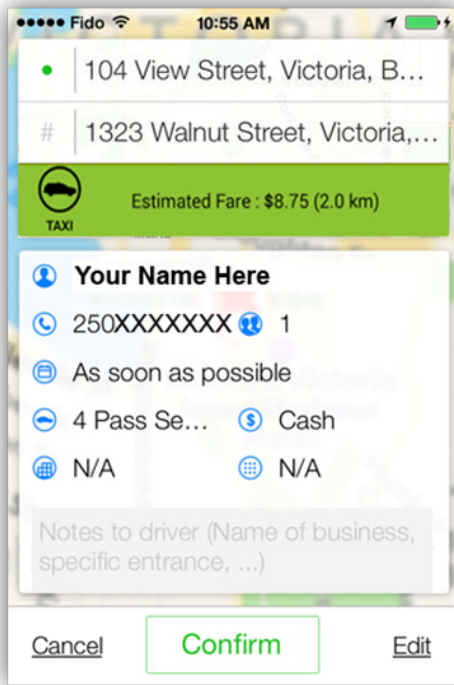 Fido 10:55 AM
104 View Street, Victoria, B...
# 1323 Walnut Street, Victoria,...
TAXI Estimated Fare : $8.75 (2.0 km)
Your Name Here
250XXXXXXX 1
As soon as possible
4 Pass Se... $ Cash
N/A N/A
Notes to driver (Name of business,
specific entrance, ...)
Cancel Confirm Edit